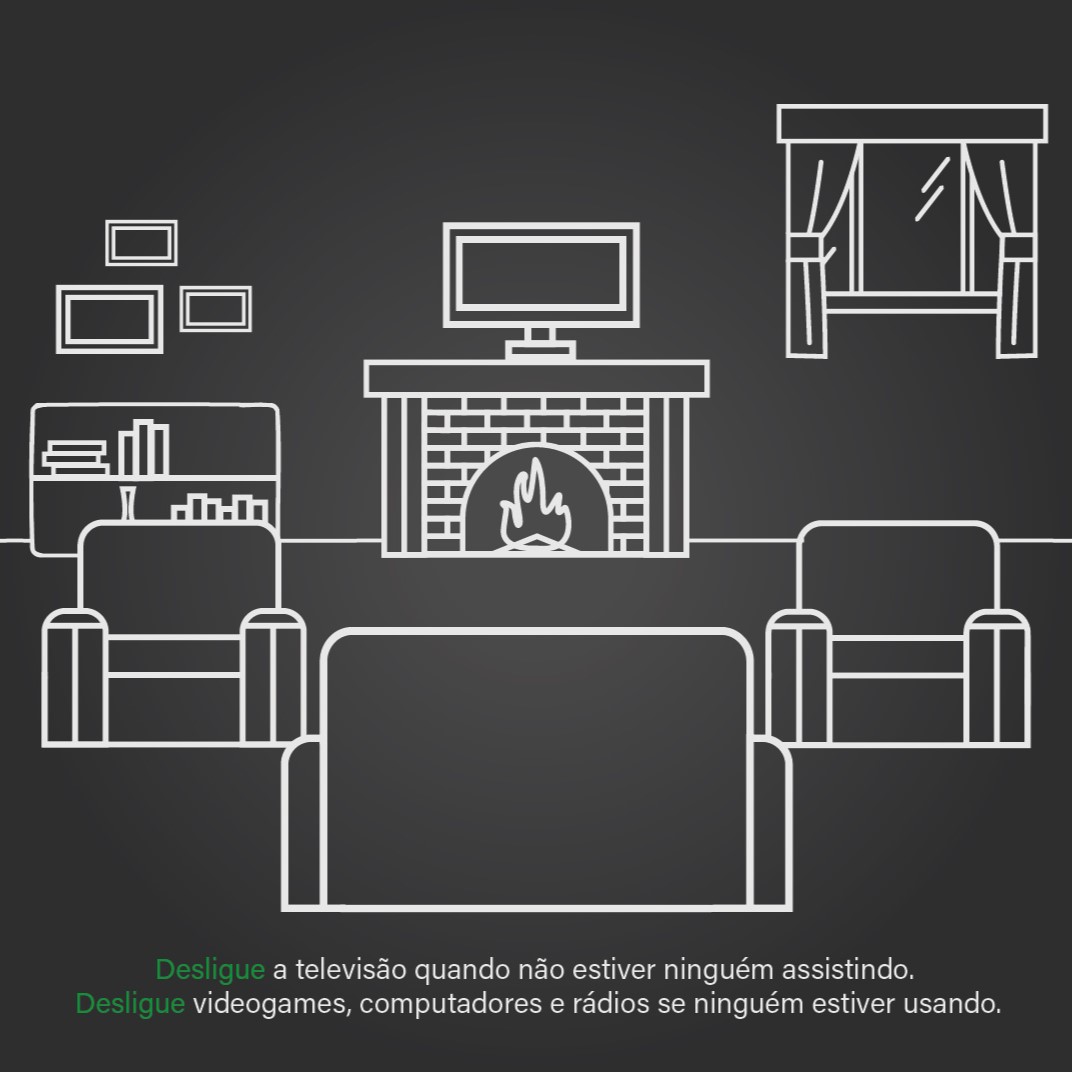 Desligue a televisão quando não estiver ninguém assistindo.
Desligue videogames, computadores e rádios se ninguém estiver usando.